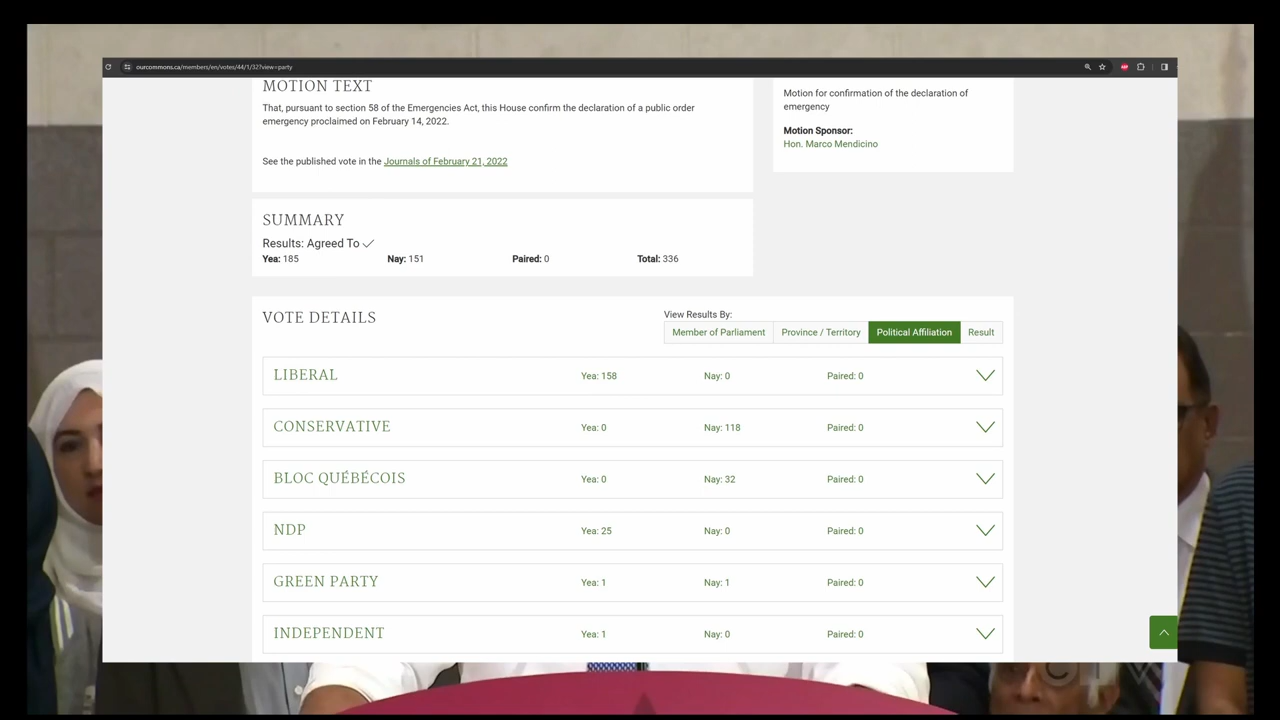 ourcommons.ca/members/en/votes/44/1/32?view=party
MOTION TEXT
That, pursuant to section 58 of the Emergencies Act, this House confirm the declaration of a public order
emergency proclaimed on February 14, 2022.
See the published vote in the Journals of February 21, 2022
Motion for confirmation of the declaration of
emergency
Motion Sponsor:
Hon. Marco Mendicino
SUMMARY
Results: Agreed To
Yea: 185 Nay: 151 Paired: 0 Total: 336
VOTE DETAILS
View Results By:
Member of Parliament Province / Territory Political Affiliation Result
LIBERAL Yea: 158 Nay: 0 Paired: 0
CONSERVATIVE Yea: 0 Nay: 118 Paired: 0
BLOC QUÉBÉCOIS Yea: 0 Nay: 32 Paired: 0
NDP Yea: 25 Nay: 0 Paired: 0
GREEN PARTY Yea: 1 Nay: 1 Paired: 0
INDEPENDENT Yea: 1 Nay: 0 Paired: 0
CTV